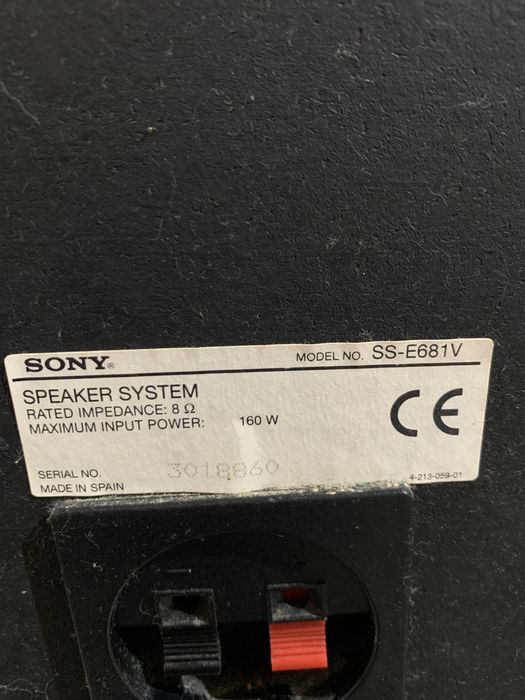 SONY®
MODEL NO. SS-E681V
SPEAKER SYSTEM
RATED IMPEDANCE: 8 Ω
MAXIMUM INPUT POWER: 160 W
CE
SERIAL NO. 3018860
MADE IN SPAIN
4-213-059-01